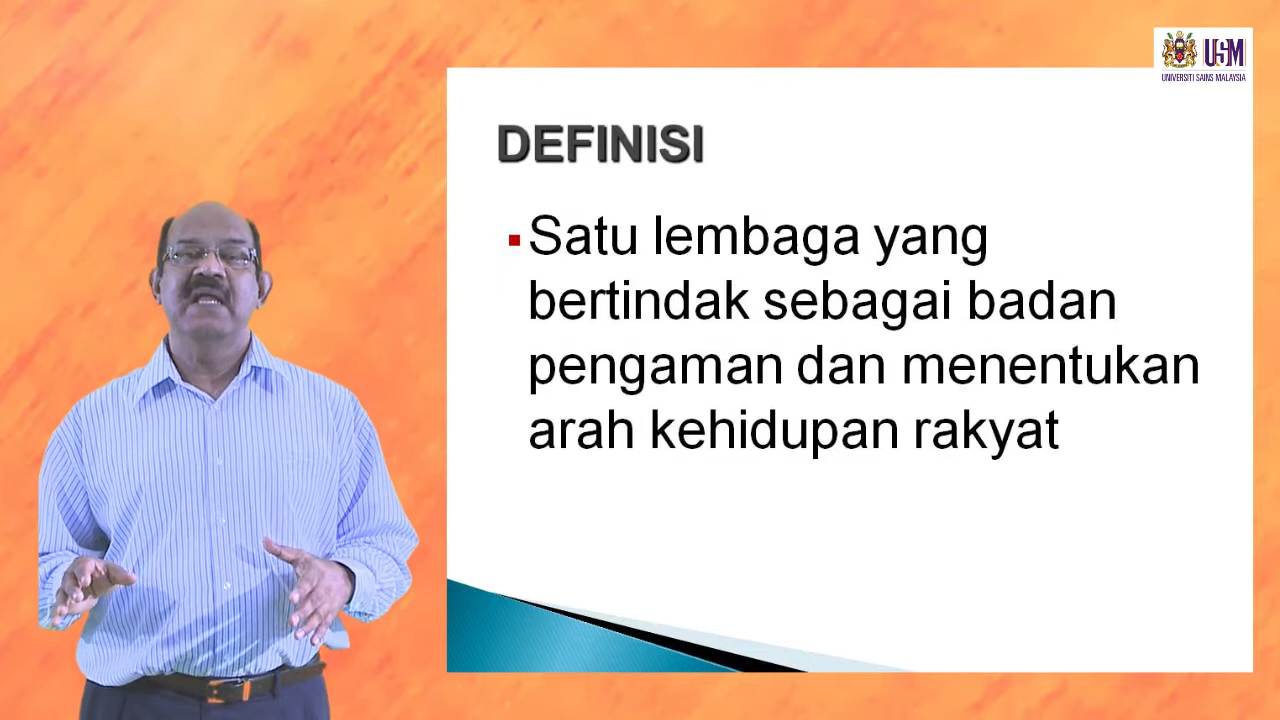 USM
UNIVERSITI SAINS MALAYSIA
DEFINISI
Satu lembaga yang
bertindak sebagai badan
pengaman dan menentukan
arah kehidupan rakyat